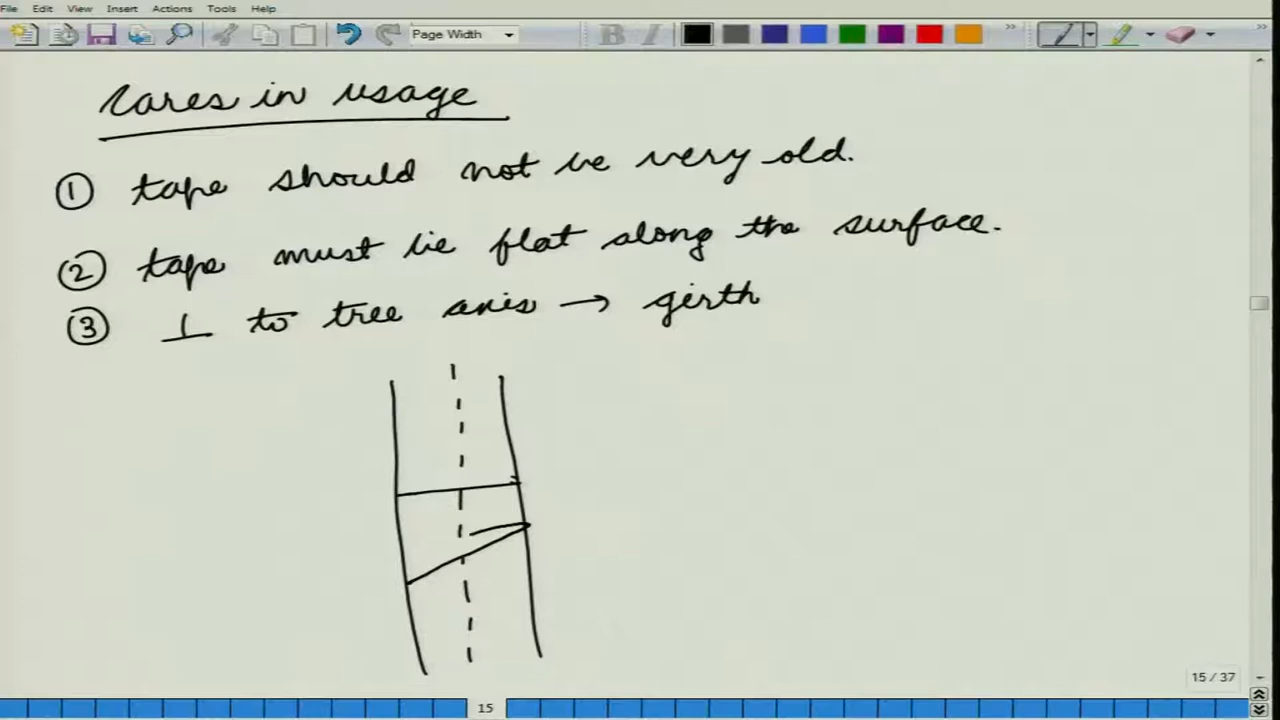 File Edit View Insert Actions Tools Help
Page Width
Cares in usage
① tape should not be very old.
② tape must lie flat along the surface.
③ ⊥ to tree axis → girth
15 / 37
15